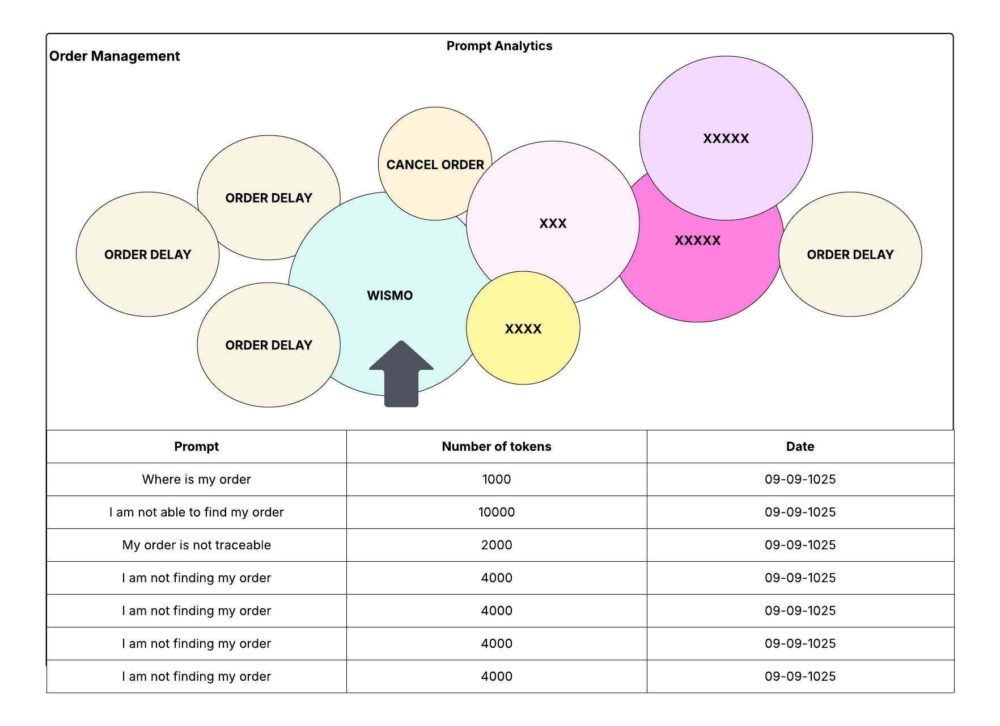 Prompt Analytics
Order Management
XXXXX
CANCEL ORDER
ORDER DELAY
XXX
XXXXX
ORDER DELAY
ORDER DELAY
WISMO
XXXX
ORDER DELAY
Prompt Number of tokens Date
Where is my order 1000 09-09-1025
I am not able to find my order 10000 09-09-1025
My order is not traceable 2000 09-09-1025
I am not finding my order 4000 09-09-1025
I am not finding my order 4000 09-09-1025
I am not finding my order 4000 09-09-1025
I am not finding my order 4000 09-09-1025